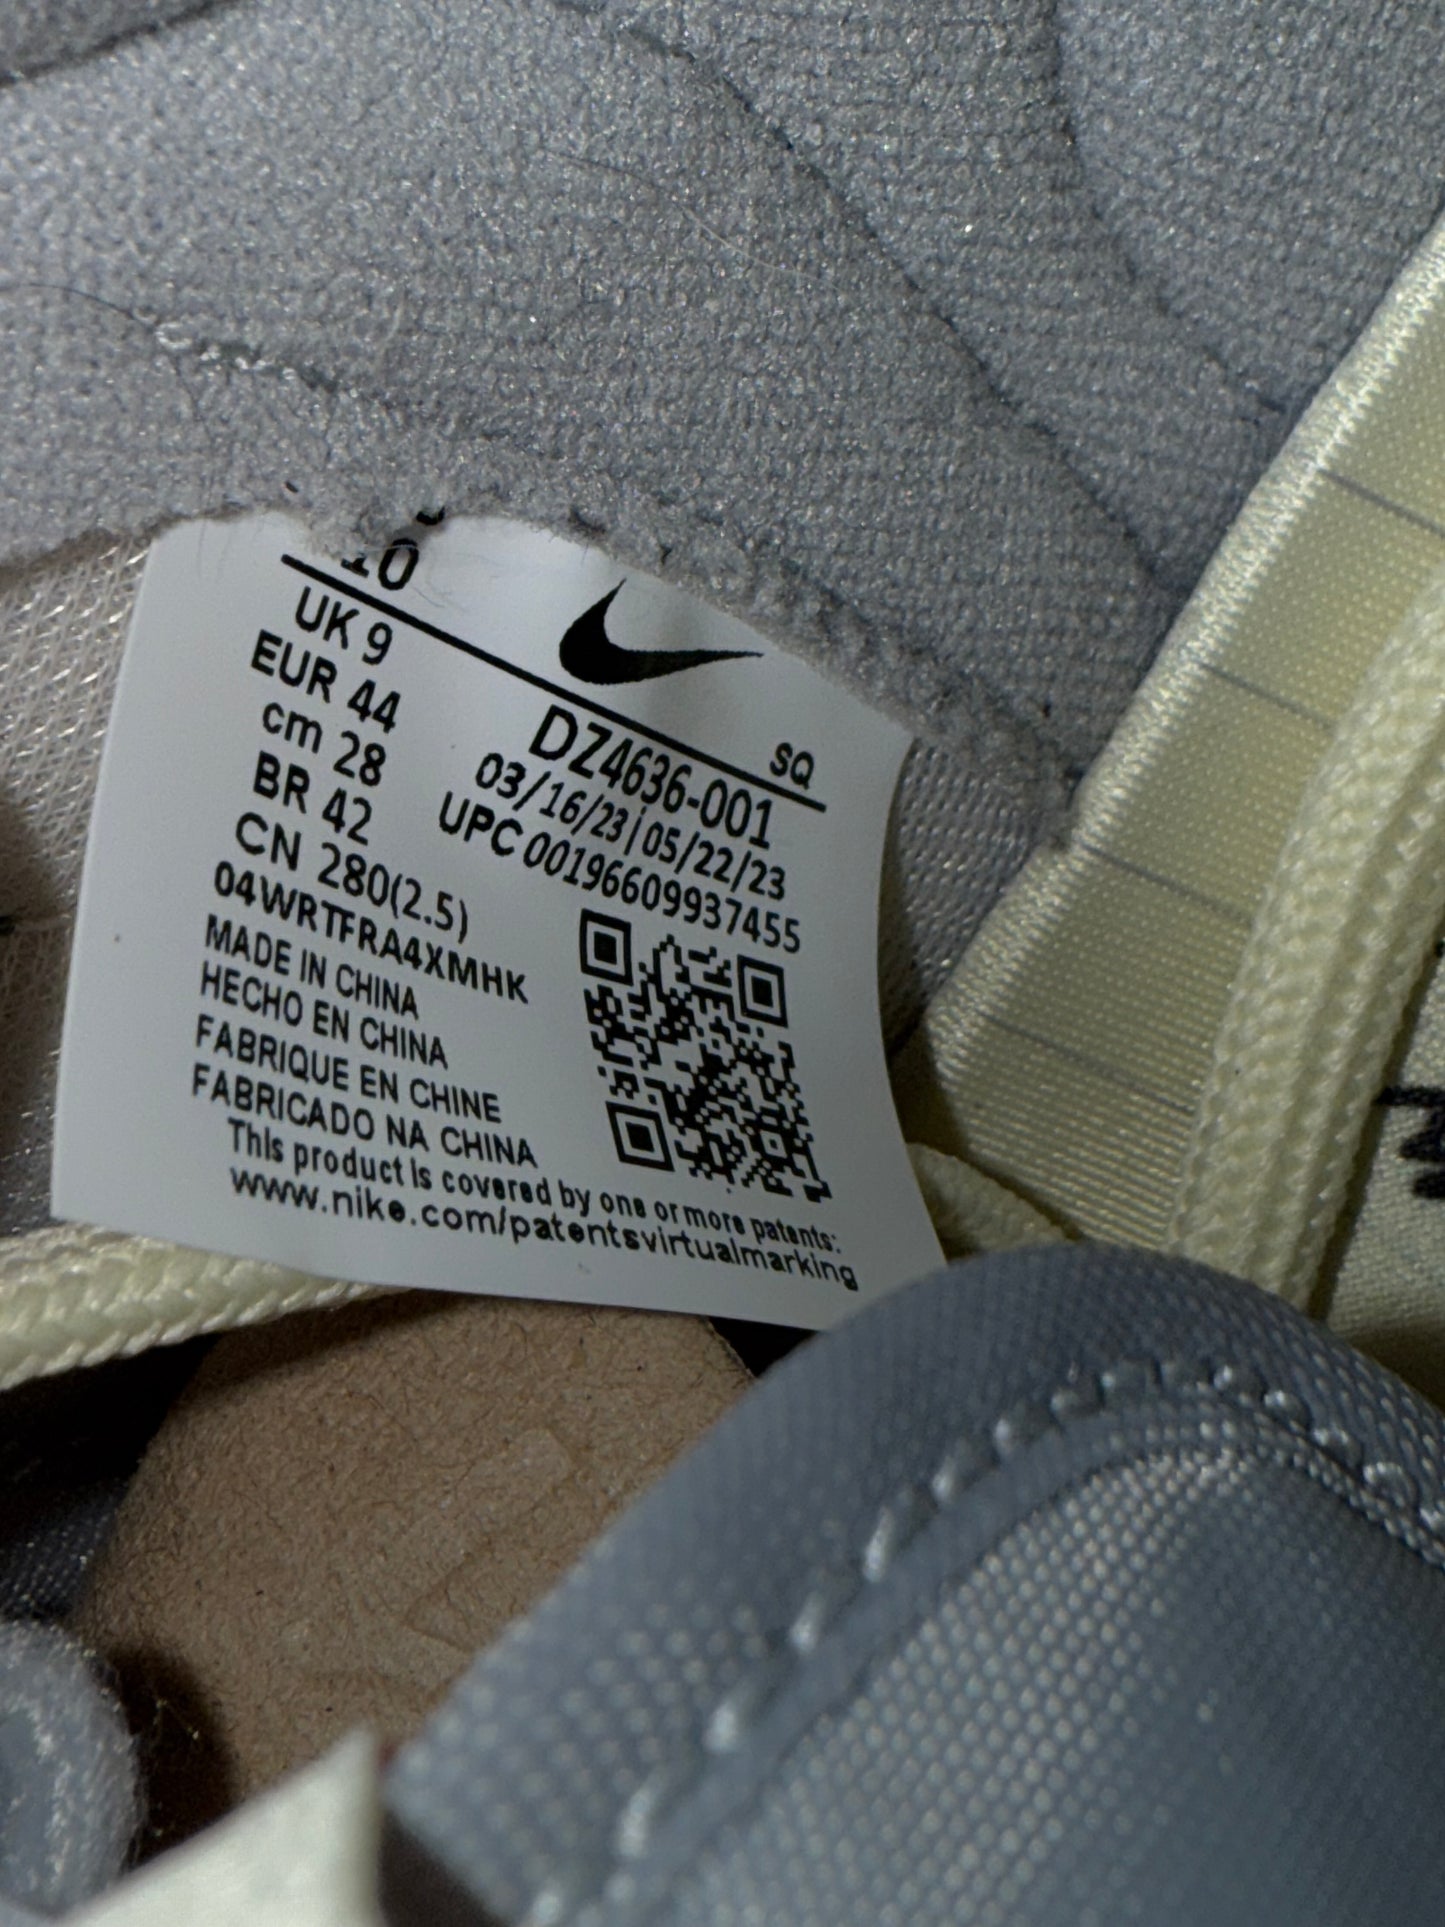 10
UK 9
EUR 44
cm 28
BR 42
CN 280(2.5)
04WRTFRA4XMHK
SQ
DZ4636-001
03/16/23|05/22/23
UPC 00196609937455
MADE IN CHINA
HECHO EN CHINA
FABRIQUE EN CHINE
FABRICADO NA CHINA
This product is covered by one or more patents:
www.nike.com/patentsvirtualmarking